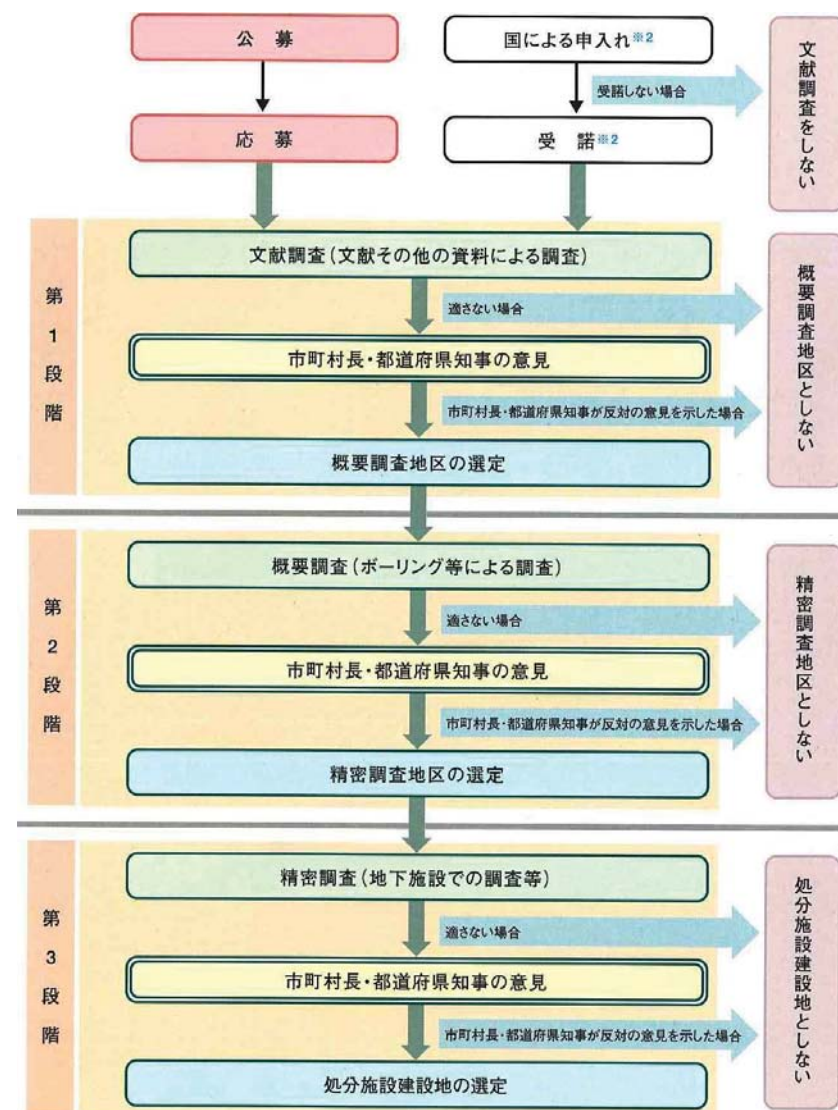 公募
国による申入れ※2
受諾しない場合
文献調査をしない
応募
受諾※2
第1段階
文献調査(文献その他の資料による調査)
適さない場合
市町村長・都道府県知事の意見
市町村長・都道府県知事が反対の意見を示した場合
概要調査地区の選定
概要調査地区としない
第2段階
概要調査(ボーリング等による調査)
適さない場合
市町村長・都道府県知事の意見
市町村長・都道府県知事が反対の意見を示した場合
精密調査地区の選定
精密調査地区としない
第3段階
精密調査(地下施設での調査等)
適さない場合
市町村長・都道府県知事の意見
市町村長・都道府県知事が反対の意見を示した場合
処分施設建設地の選定
処分施設建設地としない